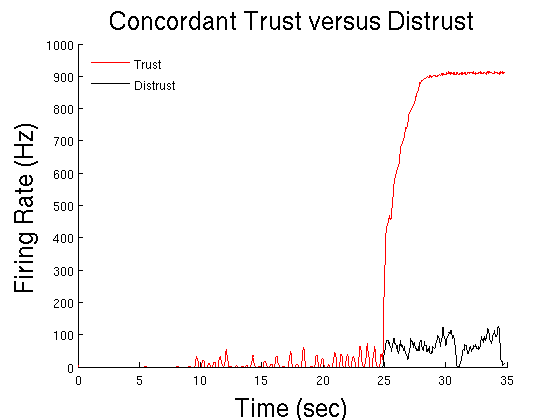 Concordant Trust versus Distrust
1000
900
800
700
600
500
400
300
200
100
0
Trust
Distrust
Firing Rate (Hz)
0 5 10 15 20 25 30 35
Time (sec)